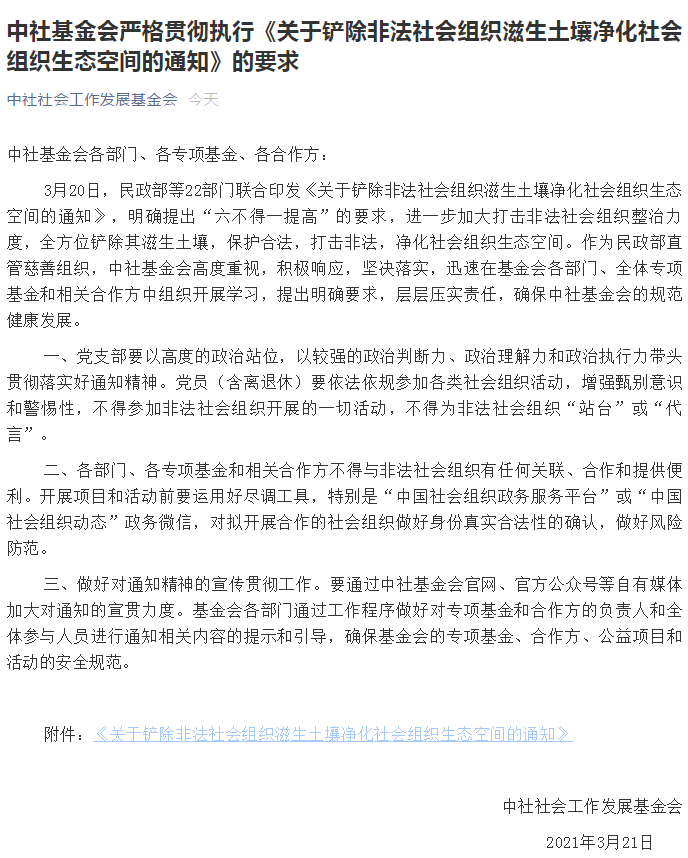 中社基金会严格贯彻执行《关于铲除非法社会组织滋生土壤净化社会
组织生态空间的通知》的要求
中社社会工作发展基金会 今天
中社基金会各部门、各专项基金、各合作方：
3月20日，民政部等22部门联合印发《关于铲除非法社会组织滋生土壤净化社会组织生态
空间的通知》，明确提出“六不得一提高”的要求，进一步加大打击非法社会组织整治力
度，全方位铲除其滋生土壤，保护合法，打击非法，净化社会组织生态空间。作为民政部直
管慈善组织，中社基金会高度重视，积极响应，坚决落实，迅速在基金会各部门、全体专项
基金和相关合作方中组织开展学习，提出明确要求，层层压实责任，确保中社基金会的规范
健康发展。
一、党支部要以高度的政治站位，以较强的政治判断力、政治理解力和政治执行力带头
贯彻落实好通知精神。党员（含离退休）要依法依规参加各类社会组织活动，增强甄别意识
和警惕性，不得参加非法社会组织开展的一切活动，不得为非法社会组织“站台”或“代
言”。
二、各部门、各专项基金和相关合作方不得与非法社会组织有任何关联、合作和提供便
利。开展项目和活动前要运用好尽调工具，特别是“中国社会组织政务服务平台”或“中国
社会组织动态”政务微信，对拟开展合作的社会组织做好身份真实合法性的确认，做好风险
防范。
三、做好对通知精神的宣传贯彻工作。要通过中社基金会官网、官方公众号等自有媒体
加大对通知的宣贯力度。基金会各部门通过工作程序做好对专项基金和合作方的负责人和全
体参与人员进行通知相关内容的提示和引导，确保基金会的专项基金、合作方、公益项目和
活动的安全规范。
附件：《关于铲除非法社会组织滋生土壤净化社会组织生态空间的通知》
中社社会工作发展基金会
2021年3月21日